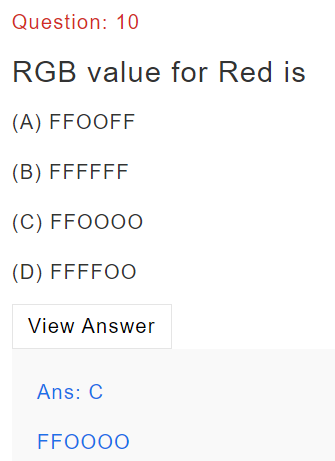 Question: 10
RGB value for Red is
(A) FFOOFF
(B) FFFFFF
(C) FFOOOO
(D) FFFFOO
View Answer
Ans: C
FFOOOO